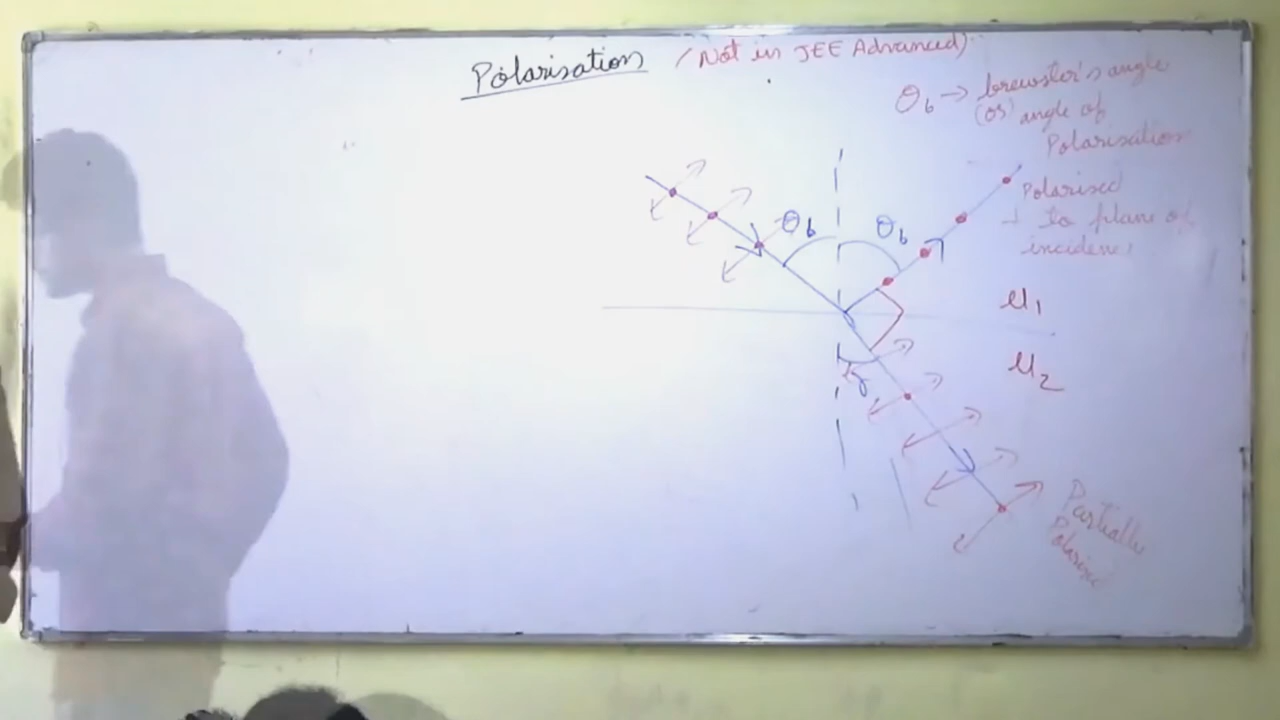 Polarisation (Not in JEE Advanced)
θb → brewster's angle
(or) angle of
Polarisation
Polarised
⊥ to plane of
incidence
θb
θb
μ1
μ2
r
Partially
Polarised